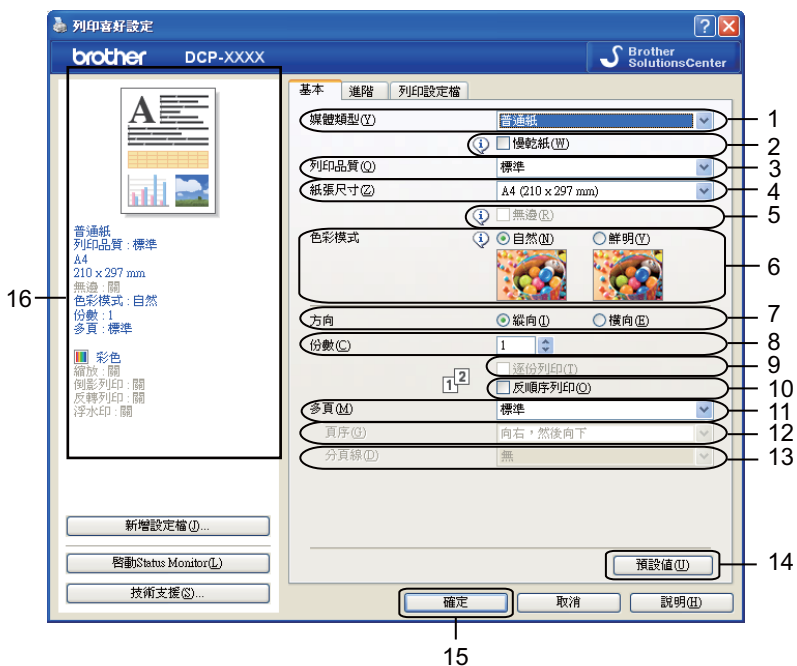 列印喜好設定
brother DCP-XXXX
Brother SolutionsCenter
基本 進階 列印設定檔
媒體類型(Y) 普通紙 1
慢乾紙(W) 2
列印品質(Q) 標準 3
紙張尺寸(Z) A4 (210 x 297 mm) 4
無邊(R) 5
色彩模式 自然(N) 鮮明(V) 6
方向 縱向(I) 橫向(E) 7
份數(C) 1 8
逐份列印(T) 9
1 2 反順序列印(O) 10
多頁(M) 標準 11
頁序(G) 向右，然後向下 12
分頁線(D) 無 13
A
普通紙
列印品質 : 標準
A4
210 x 297 mm
無邊 : 關
16 色彩模式 : 自然
份數 : 1
多頁 : 標準
彩色
縮放 : 關
倒影列印 : 關
反轉列印 : 關
浮水印 : 關
新增設定檔(J)...
啓動Status Monitor(L)
技術支援(S)...
預設值(U) 14
確定 取消 說明(H)
15